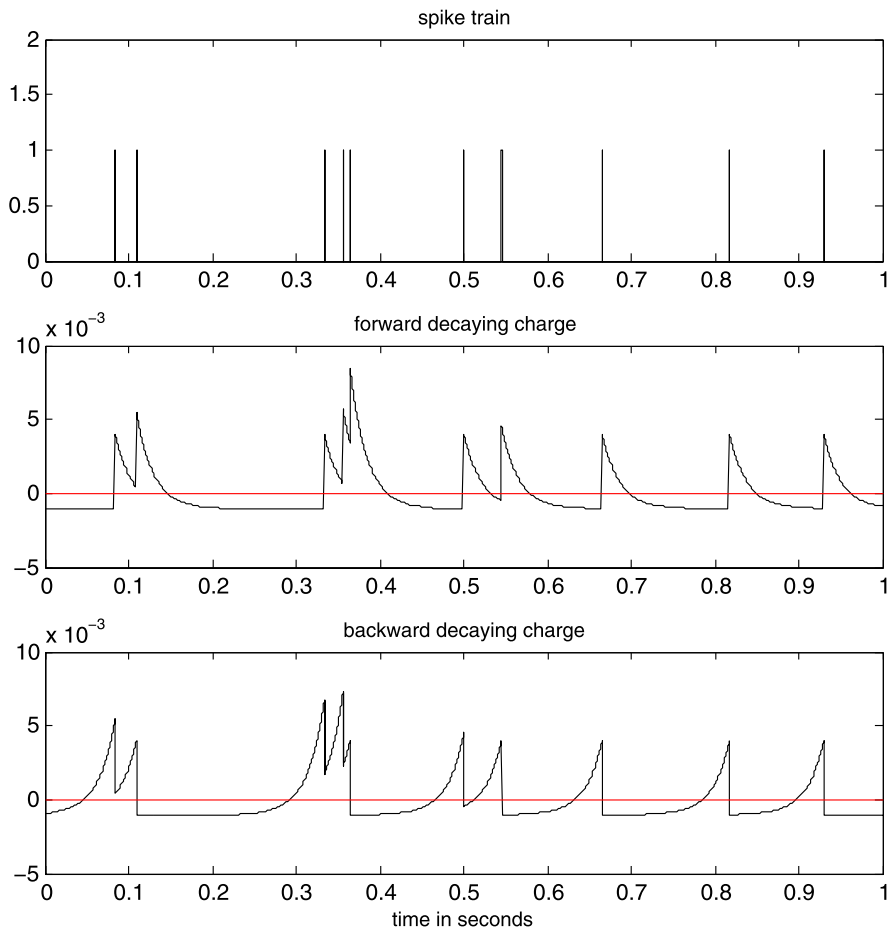 spike train
2
1.5
1
0.5
0
0 0.1 0.2 0.3 0.4 0.5 0.6 0.7 0.8 0.9 1
x 10⁻³
forward decaying charge
10
5
0
−5
0 0.1 0.2 0.3 0.4 0.5 0.6 0.7 0.8 0.9 1
x 10⁻³
backward decaying charge
10
5
0
−5
0 0.1 0.2 0.3 0.4 0.5 0.6 0.7 0.8 0.9 1
time in seconds